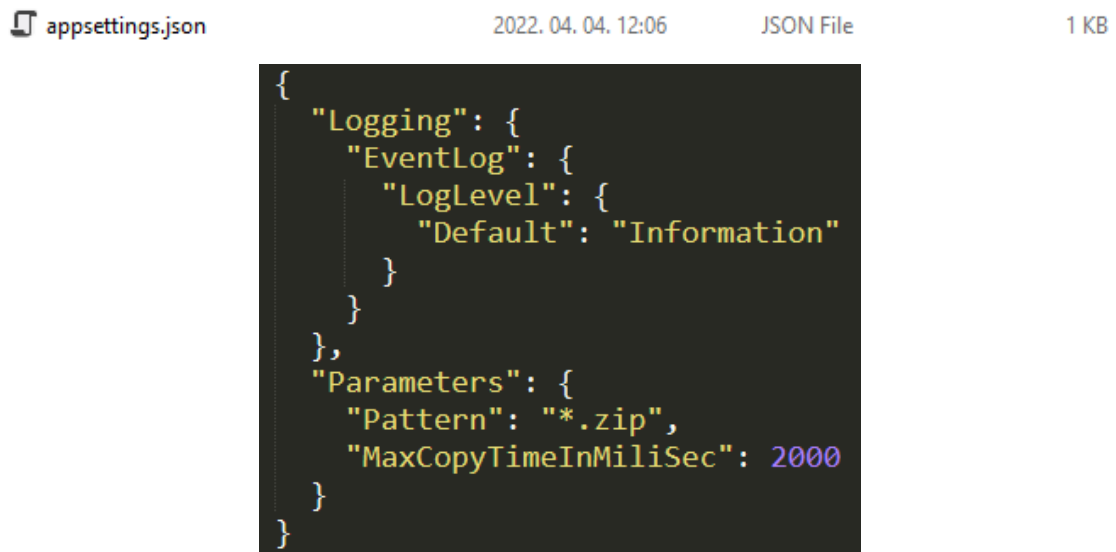 appsettings.json 2022. 04. 04. 12:06 JSON File 1 KB
{
"Logging": {
"EventLog": {
"LogLevel": {
"Default": "Information"
}
}
},
"Parameters": {
"Pattern": "*.zip",
"MaxCopyTimeInMiliSec": 2000
}
}